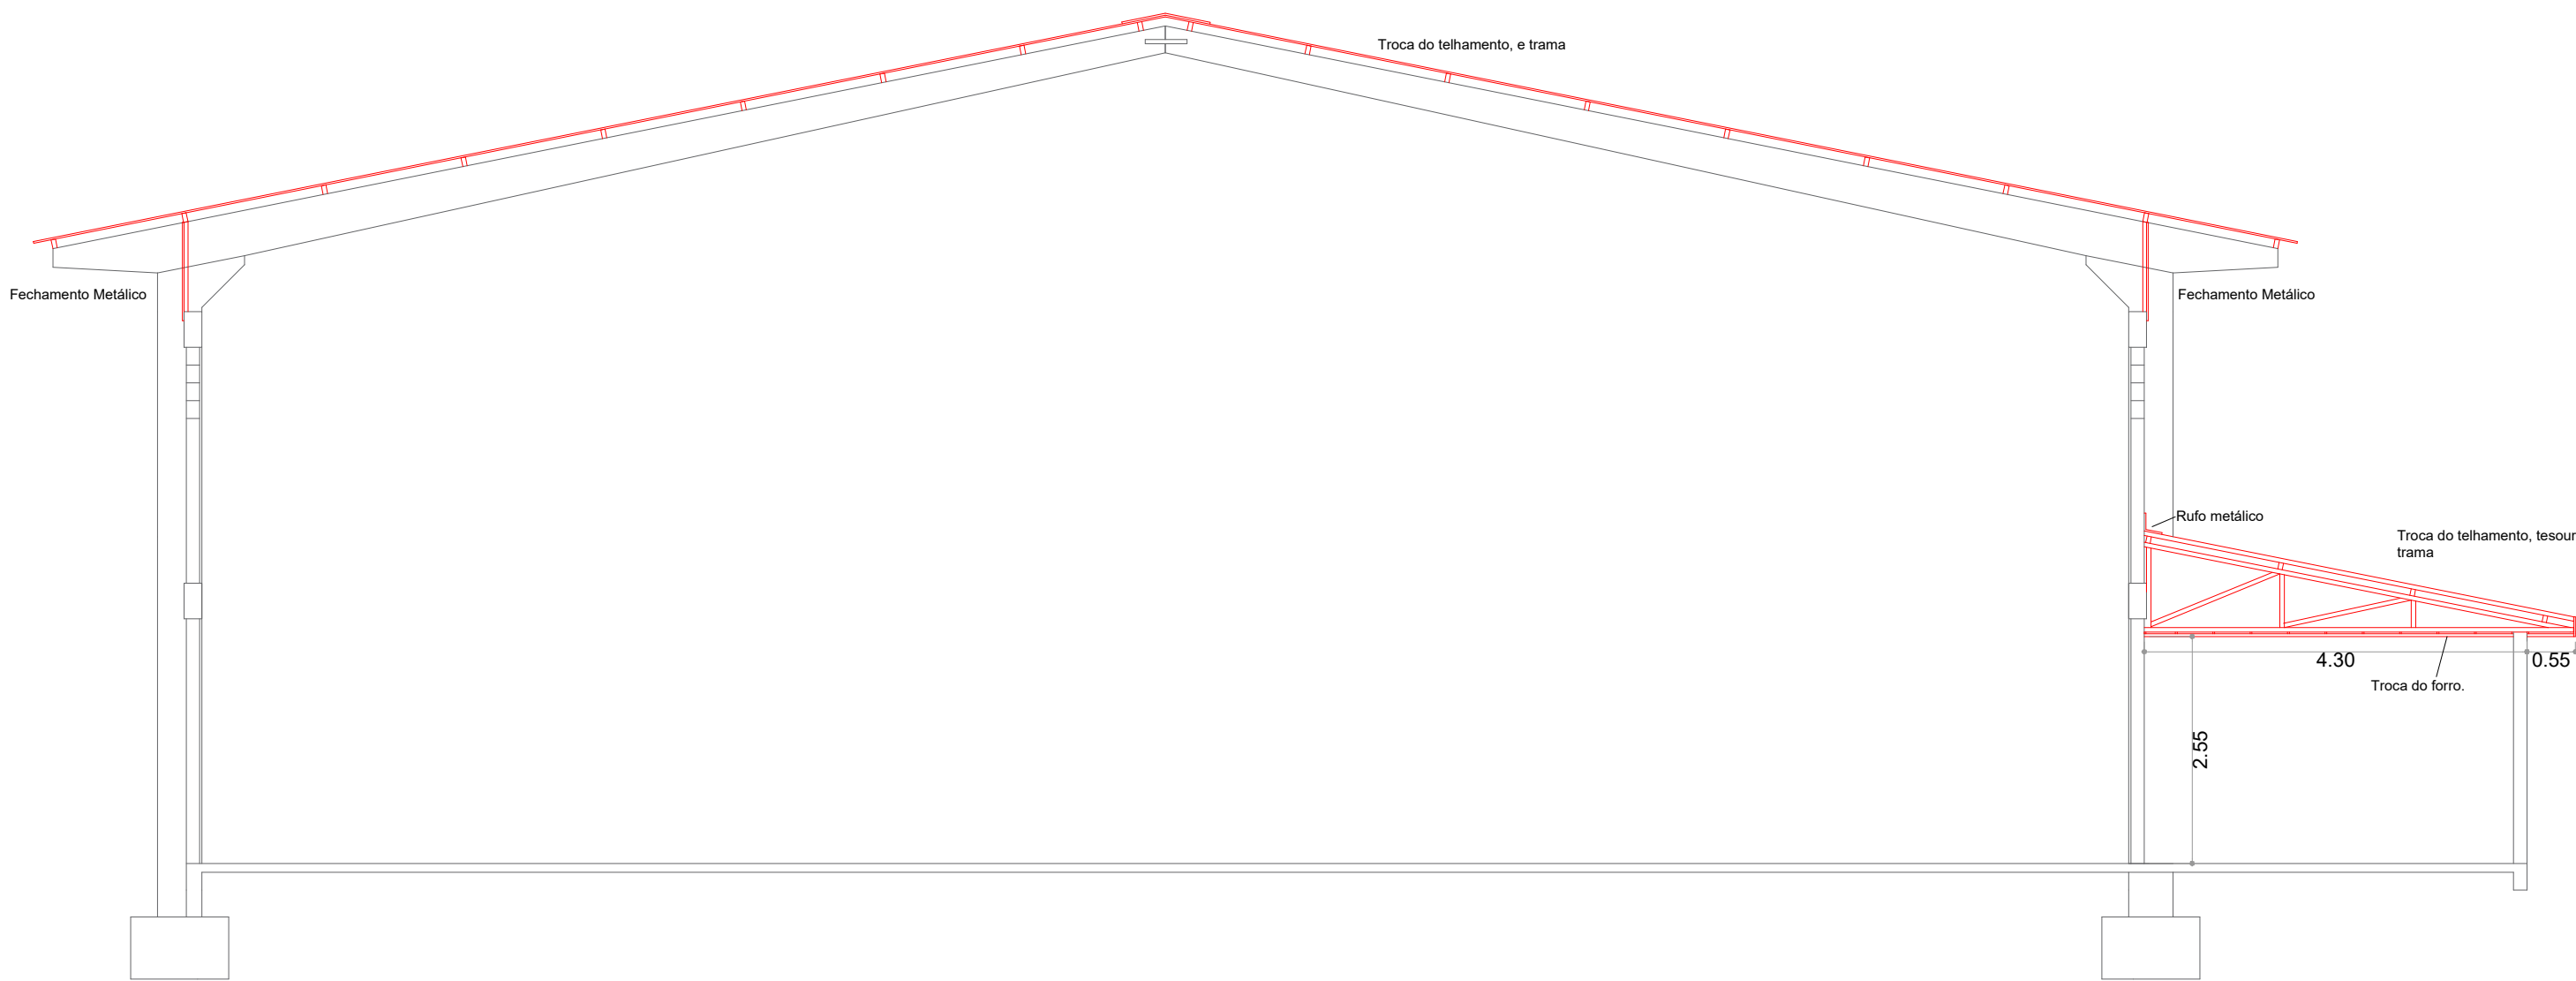 Troca do telhamento, e trama
Fechamento Metálico
Fechamento Metálico
Rufo metálico
Troca do telhamento,
trama
4.30
0.55
Troca do forro.
2.55